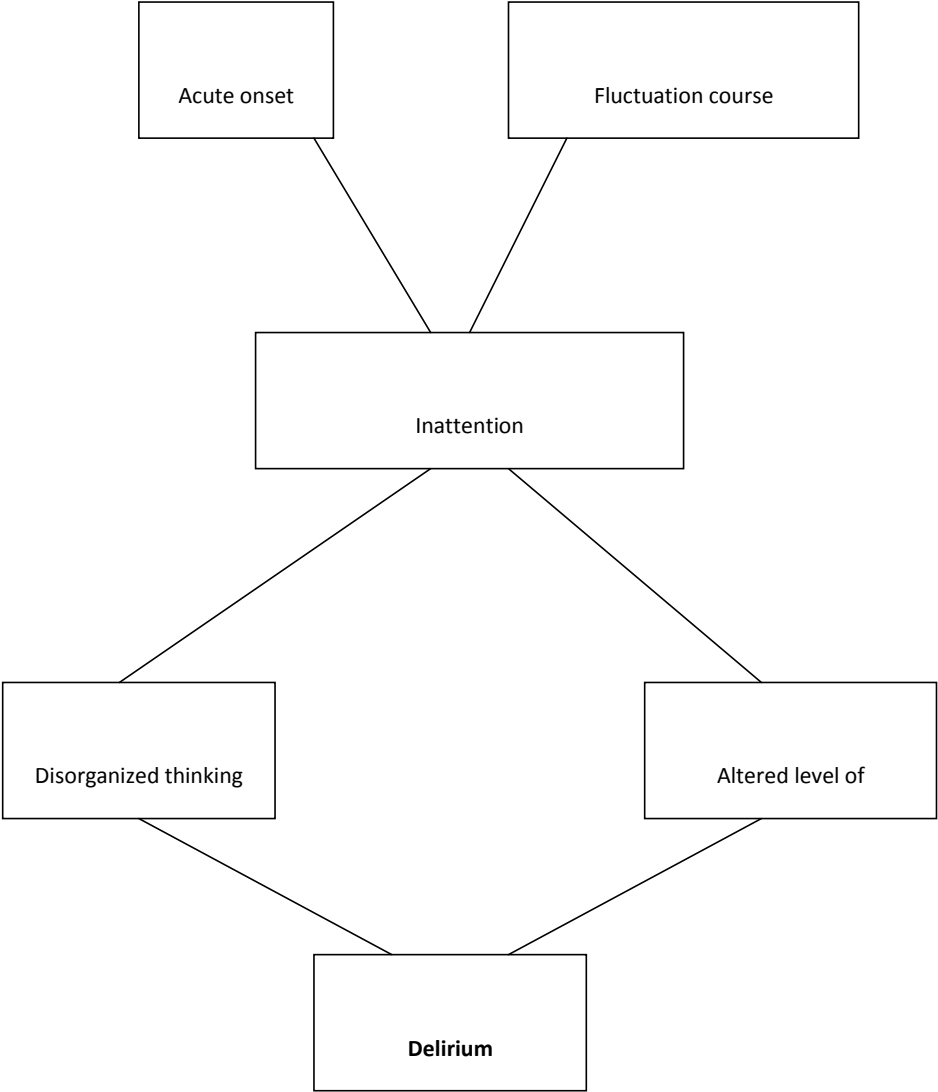 Acute onset
Fluctuation course
Inattention
Disorganized thinking
Altered level of
Delirium